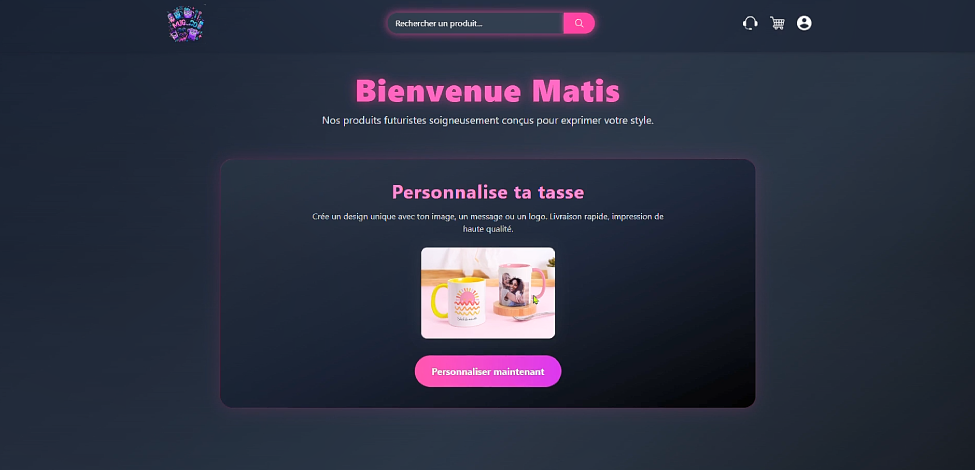 Rechercher un produit...
Bienvenue Matis
Nos produits futuristes soigneusement conçus pour exprimer votre style.
Personnalise ta tasse
Crée un design unique avec ton image, un message ou un logo. Livraison rapide, impression de
haute qualité.
Personnaliser maintenant